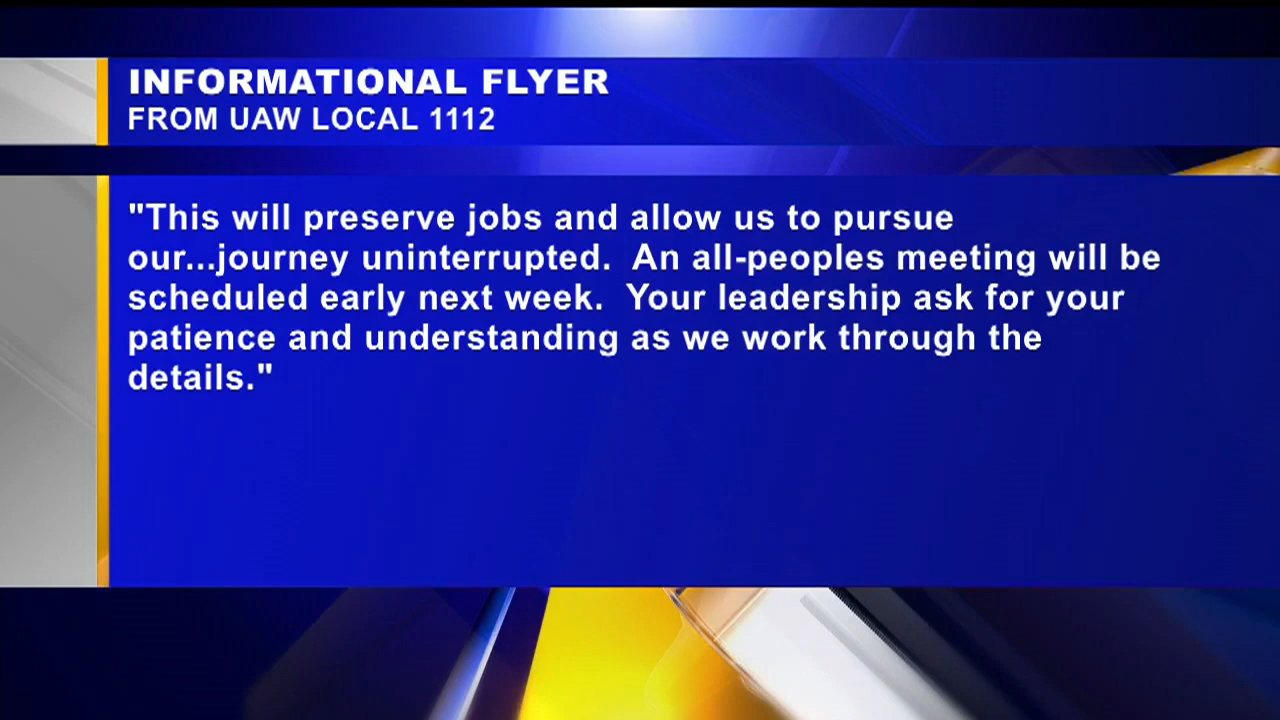 INFORMATIONAL FLYER
FROM UAW LOCAL 1112
"This will preserve jobs and allow us to pursue
our...journey uninterrupted.  An all-peoples meeting will be
scheduled early next week.  Your leadership ask for your
patience and understanding as we work through the
details."